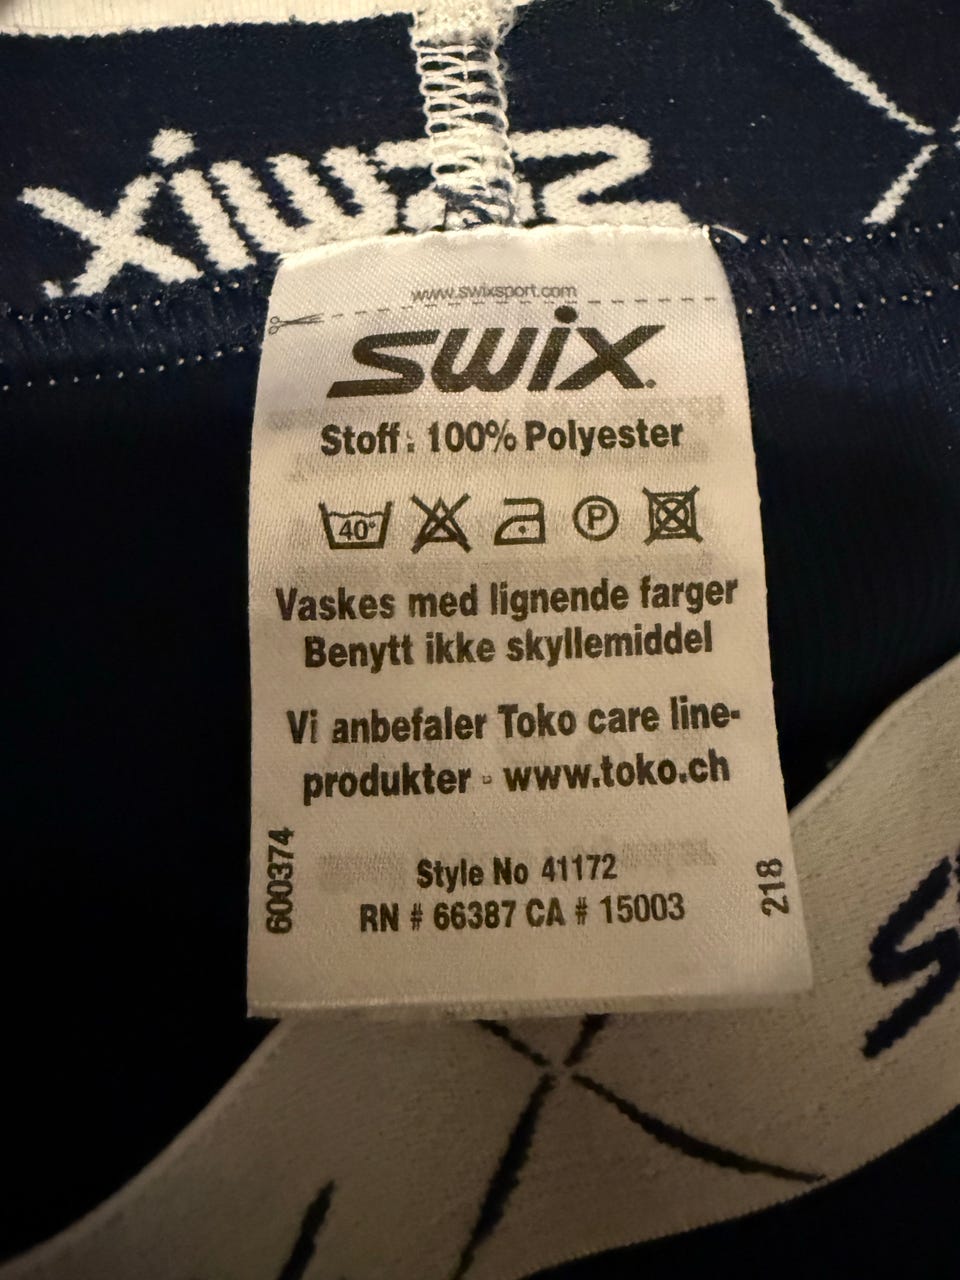 swix
www.swixsport.com
swix
Stoff: 100% Polyester
40°
P
Vaskes med lignende farger
Benytt ikke skyllemiddel
Vi anbefaler Toko care line-
produkter - www.toko.ch
600374
Style No 41172
RN # 66387 CA # 15003
218